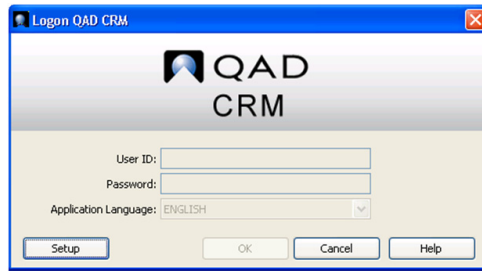 Logon QAD CRM
QAD
CRM
User ID:
Password:
Application Language: ENGLISH
Setup OK Cancel Help